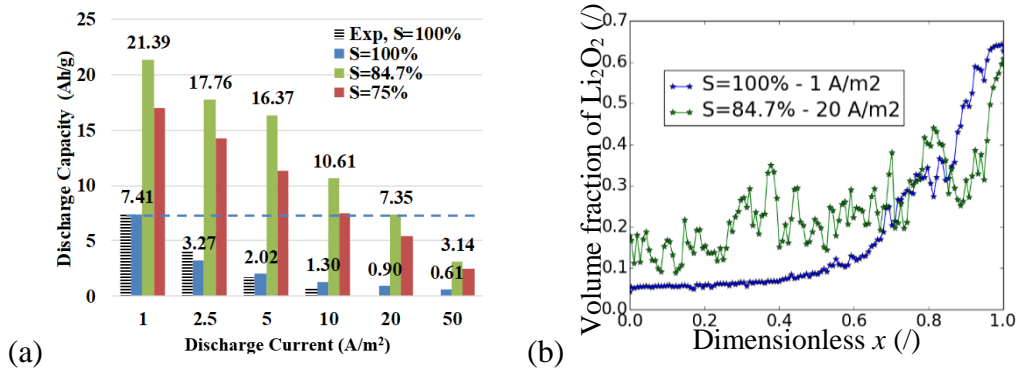 25
20
15
10
5
0
Discharge Capacity (Ah/g)
Exp, S=100%
S=100%
S=84.7%
S=75%
21.39
17.76
16.37
10.61
7.35
3.14
7.41
3.27
2.02
1.30
0.90
0.61
1 2.5 5 10 20 50
Discharge Current (A/m²)
(a)
0.7
0.6
0.5
0.4
0.3
0.2
0.1
0.0
Volume fraction of Li₂O₂ (/)
S=100% - 1 A/m2
S=84.7% - 20 A/m2
0.0 0.2 0.4 0.6 0.8 1.0
Dimensionless x (/)
(b)